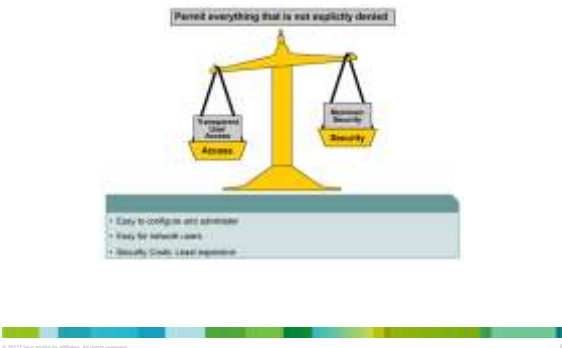 Permit everything that is not explicitly denied
Transparent
User
Access
Access
Maximum
Security
Security
• Easy to configure and administer
• Easy for network users
• Security Costs: Least expensive